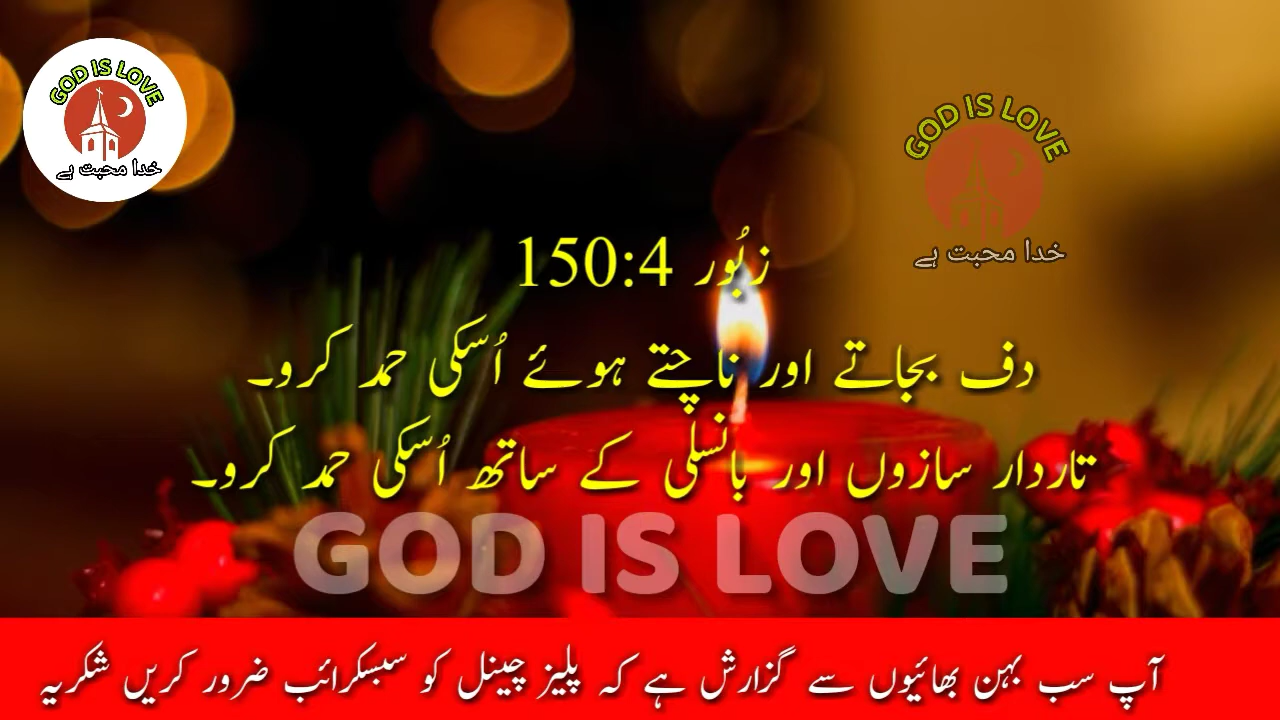 GOD IS LOVE
خدا محبت ہے
GOD IS LOVE
خدا محبت ہے
زبُور 150:4
دف بجاتے اور ناچتے ہوئے اُسکی حمد کرو۔
تاردار سازوں اور بانسلی کے ساتھ اُسکی حمد کرو۔
GOD IS LOVE
آپ سب بہن بھائیوں سے گزارش ہے کہ پلیز چینل کو سبسکرائب ضرور کریں شکریہ